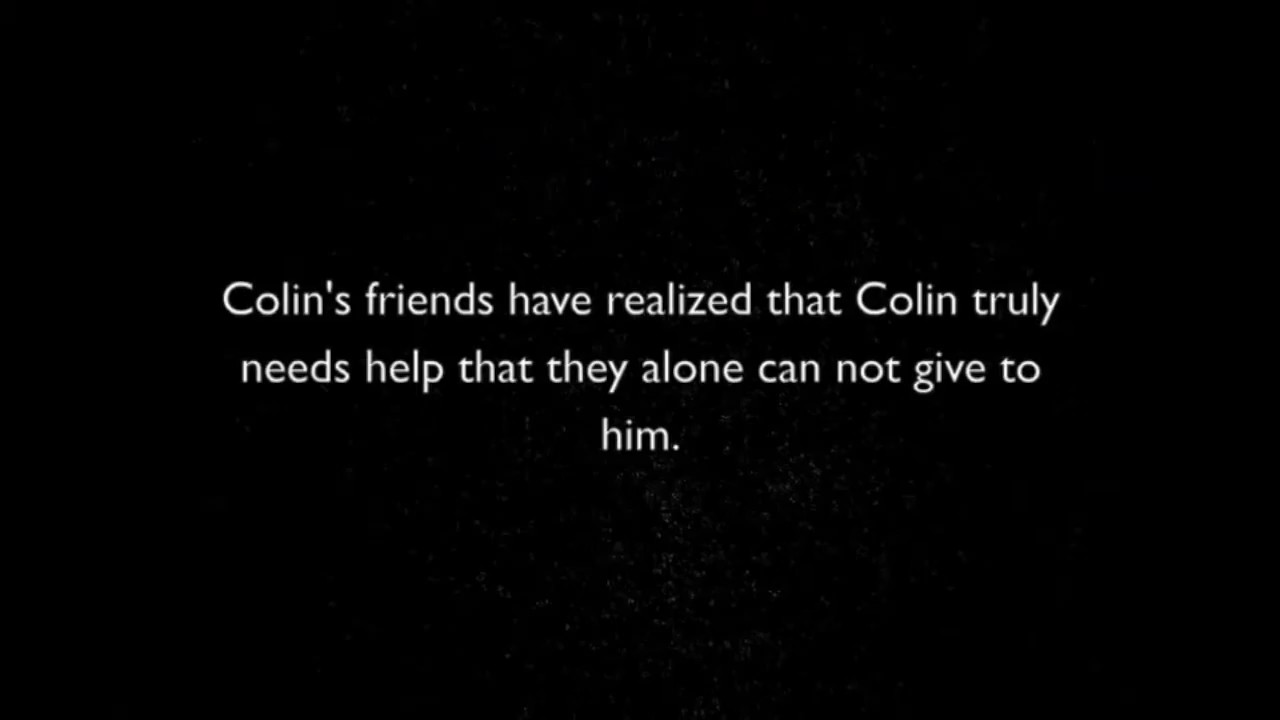 Colin's friends have realized that Colin truly
needs help that they alone can not give to
him.